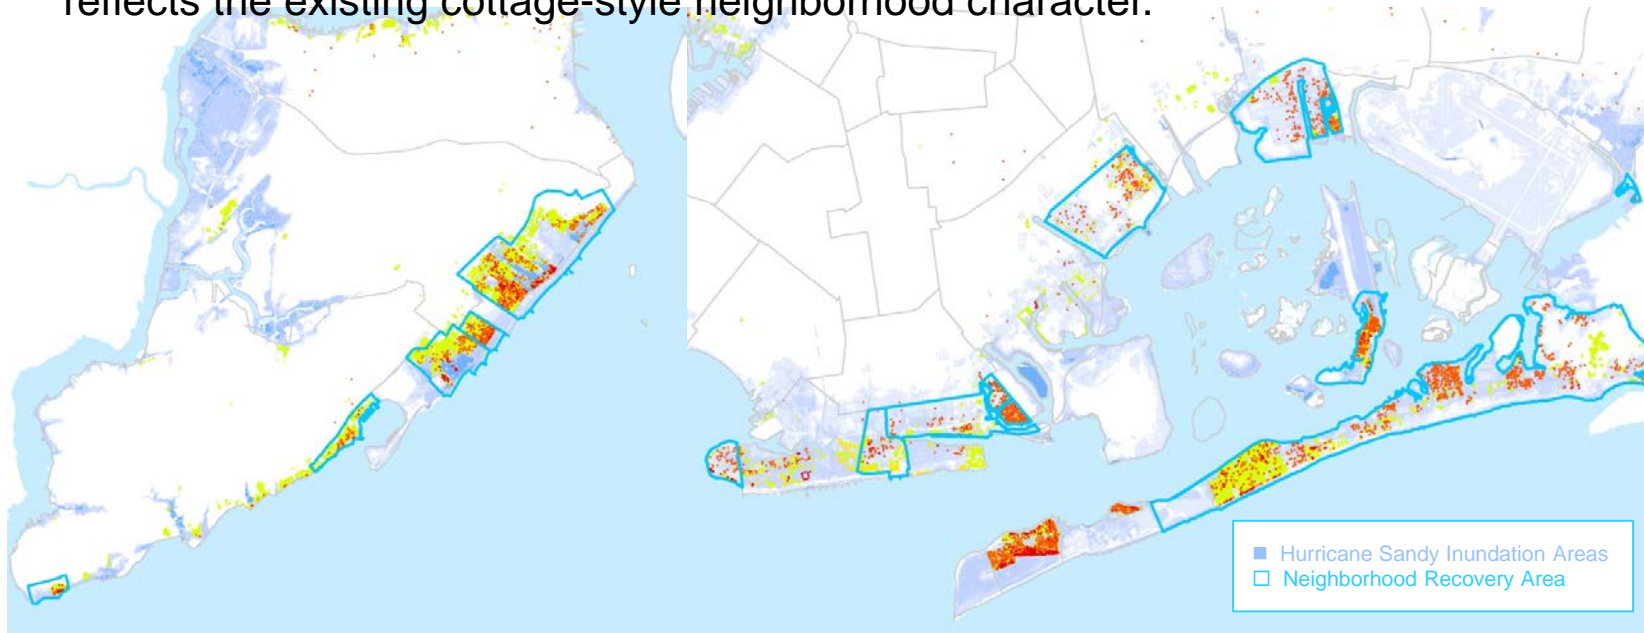 reflects the existing cottage-style neighborhood character.
Hurricane Sandy Inundation Areas
Neighborhood Recovery Area